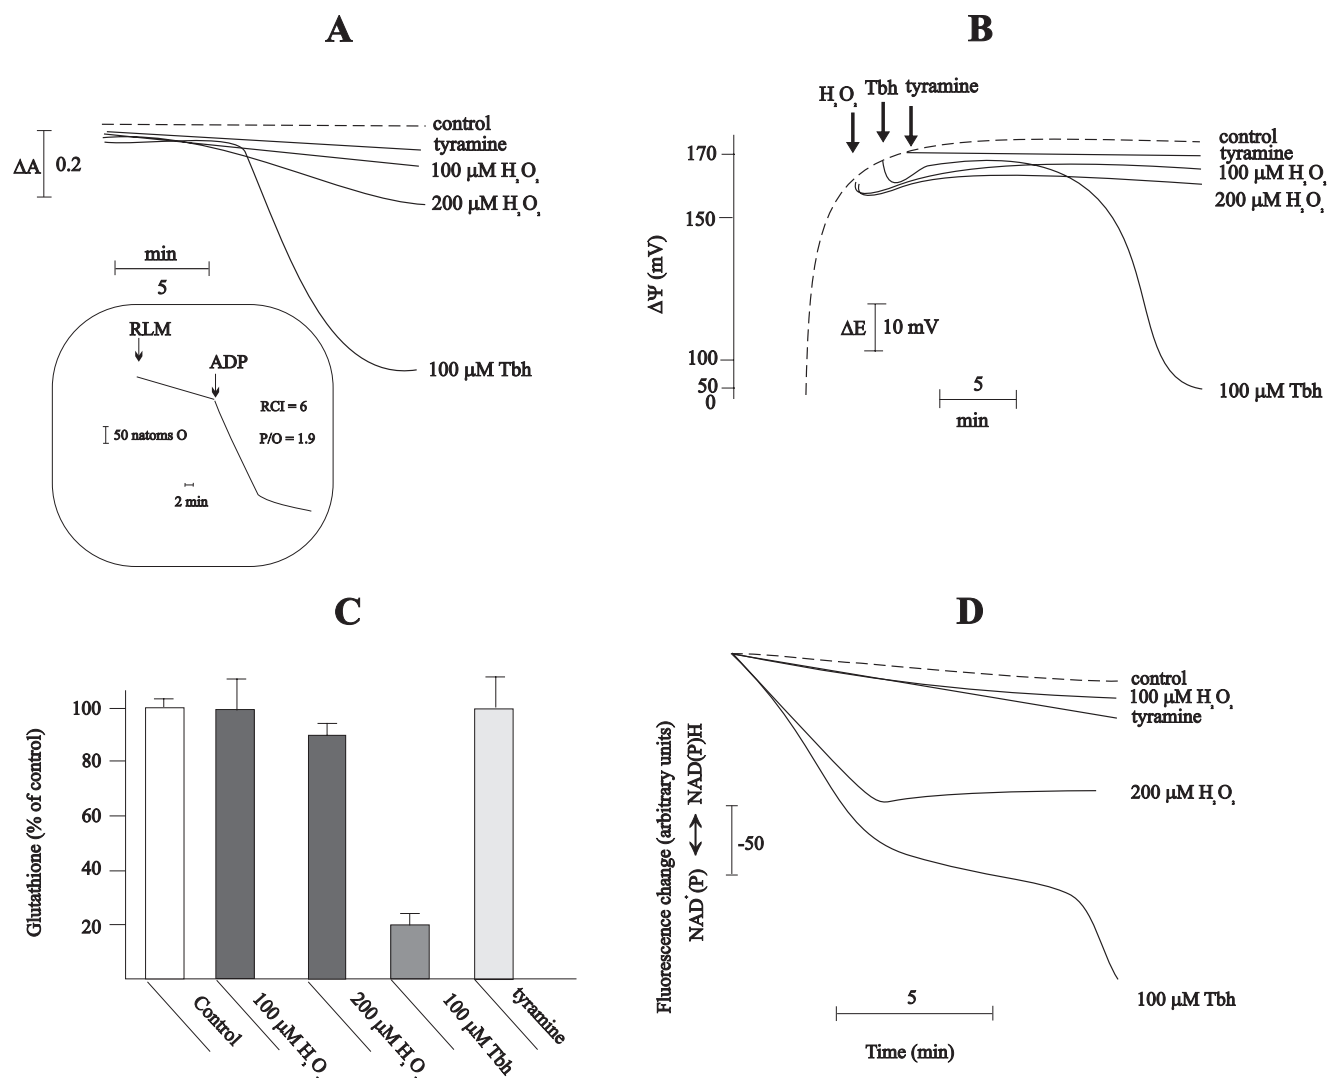 A
control
tyramine
100 μM H₂O₂
200 μM H₂O₂
ΔA
0.2
min
5
100 μM Tbh
RLM
ADP
RCI = 6
P/O = 1.9
50 natoms O
2 min
B
H₂O₂
Tbh
tyramine
control
tyramine
100 μM H₂O₂
200 μM H₂O₂
170
150
100
50
0
ΔΨ (mV)
ΔE
10 mV
5
min
100 μM Tbh
C
Glutathione (% of control)
100
80
60
40
20
Control
100 μM H₂O₂
200 μM H₂O₂
100 μM Tbh
tyramine
D
control
100 μM H₂O₂
tyramine
200 μM H₂O₂
100 μM Tbh
Fluorescence change (arbitrary units)
NAD⁺(P) ↔ NAD(P)H
-50
5
Time (min)